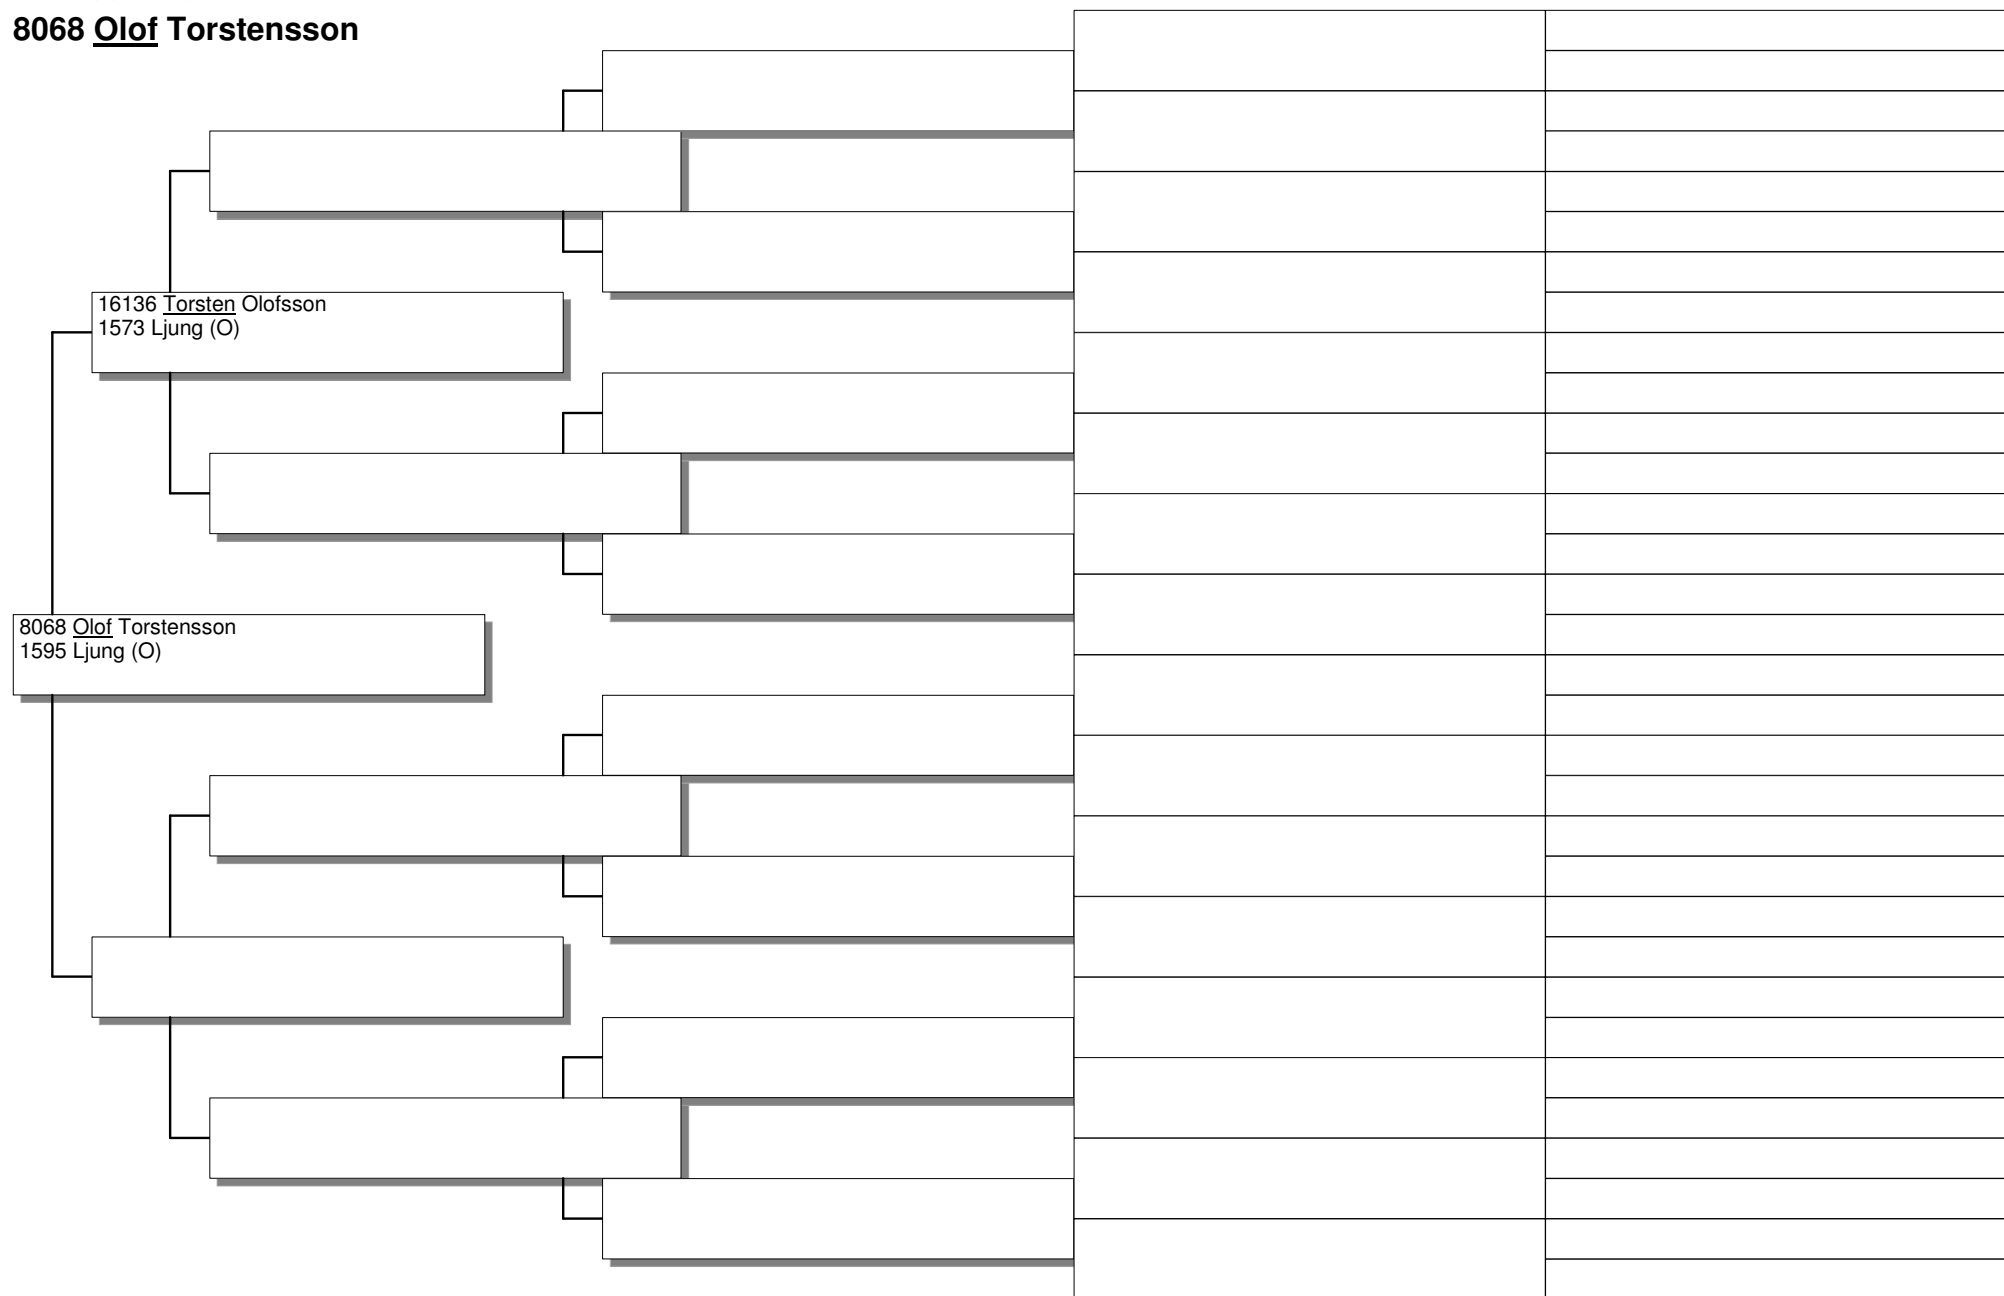 8068 Olof Torstensson
16136 Torsten Olofsson
1573 Ljung (O)
8068 Olof Torstensson
1595 Ljung (O)